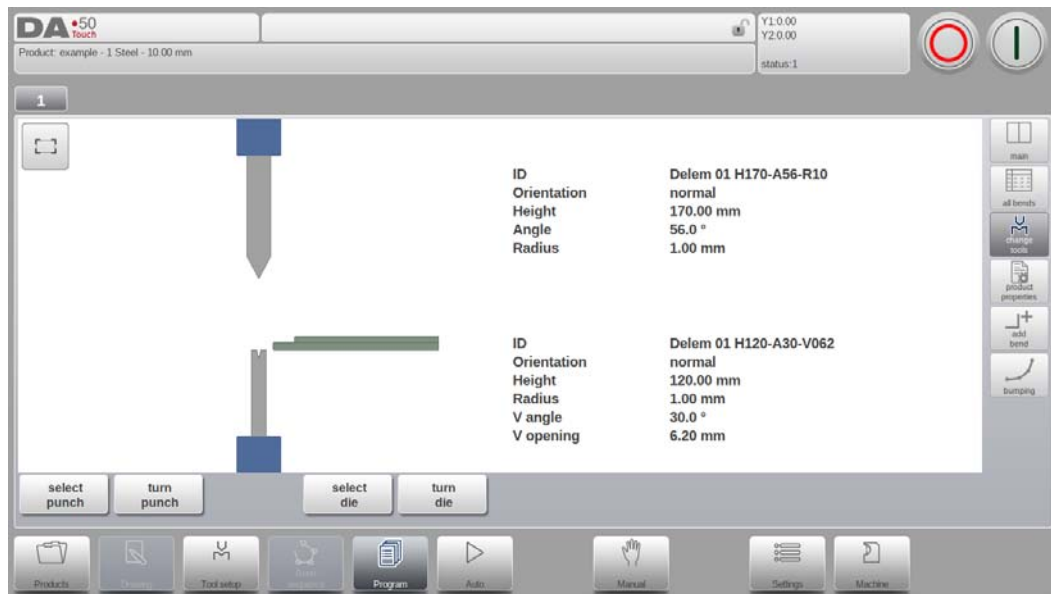 DA•50
Touch
Product: example - 1 Steel - 10.00 mm
Y1:0.00
Y2:0.00
status:1
1
ID Delem 01 H170-A56-R10
Orientation normal
Height 170.00 mm
Angle 56.0 °
Radius 1.00 mm
ID Delem 01 H120-A30-V062
Orientation normal
Height 120.00 mm
Radius 1.00 mm
V angle 30.0 °
V opening 6.20 mm
main
all bends
change
tools
product
properties
add
bend
bumping
select
punch
turn
punch
select
die
turn
die
Products
Drawing
Tool setup
sequence
Program
Auto
Manual
Settings
Machine